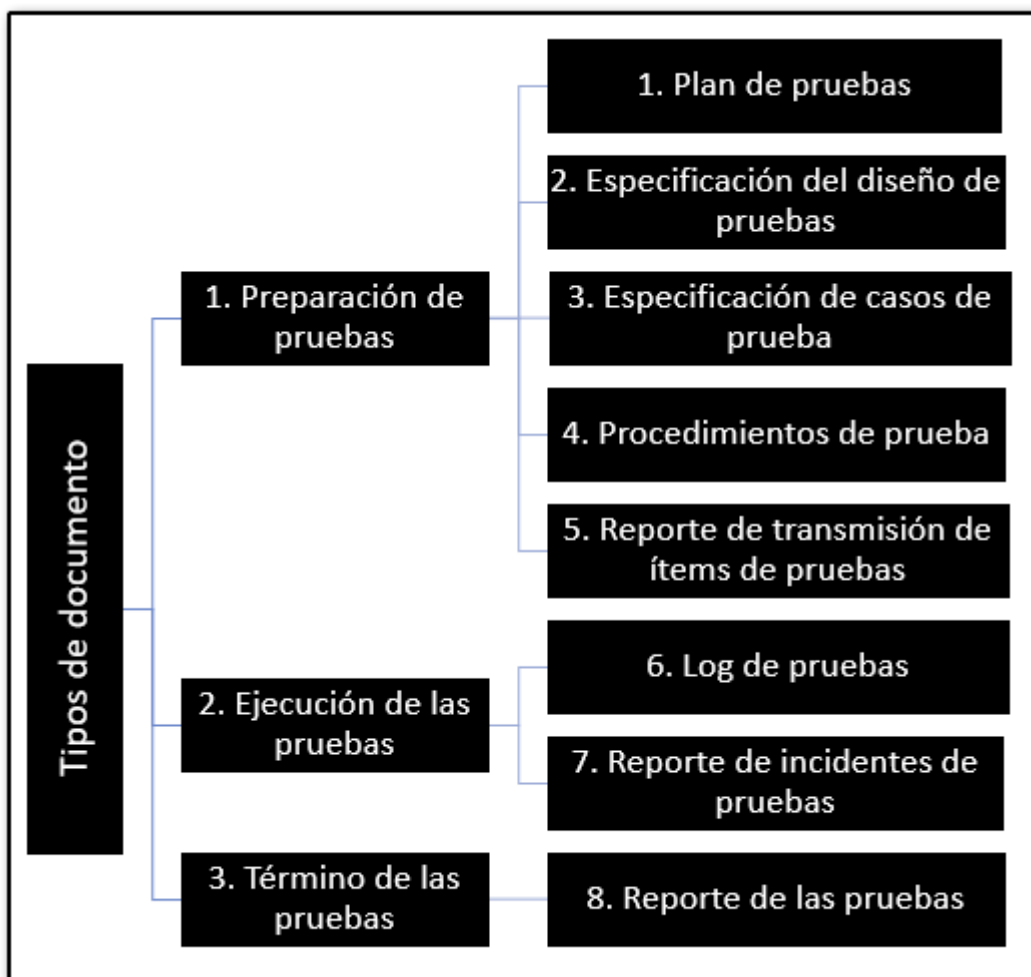 Tipos de documento
1. Preparación de
pruebas
1. Plan de pruebas
2. Especificación del diseño de
pruebas
3. Especificación de casos de
prueba
4. Procedimientos de prueba
5. Reporte de transmisión de
ítems de pruebas
2. Ejecución de las
pruebas
6. Log de pruebas
7. Reporte de incidentes de
pruebas
3. Término de las
pruebas
8. Reporte de las pruebas